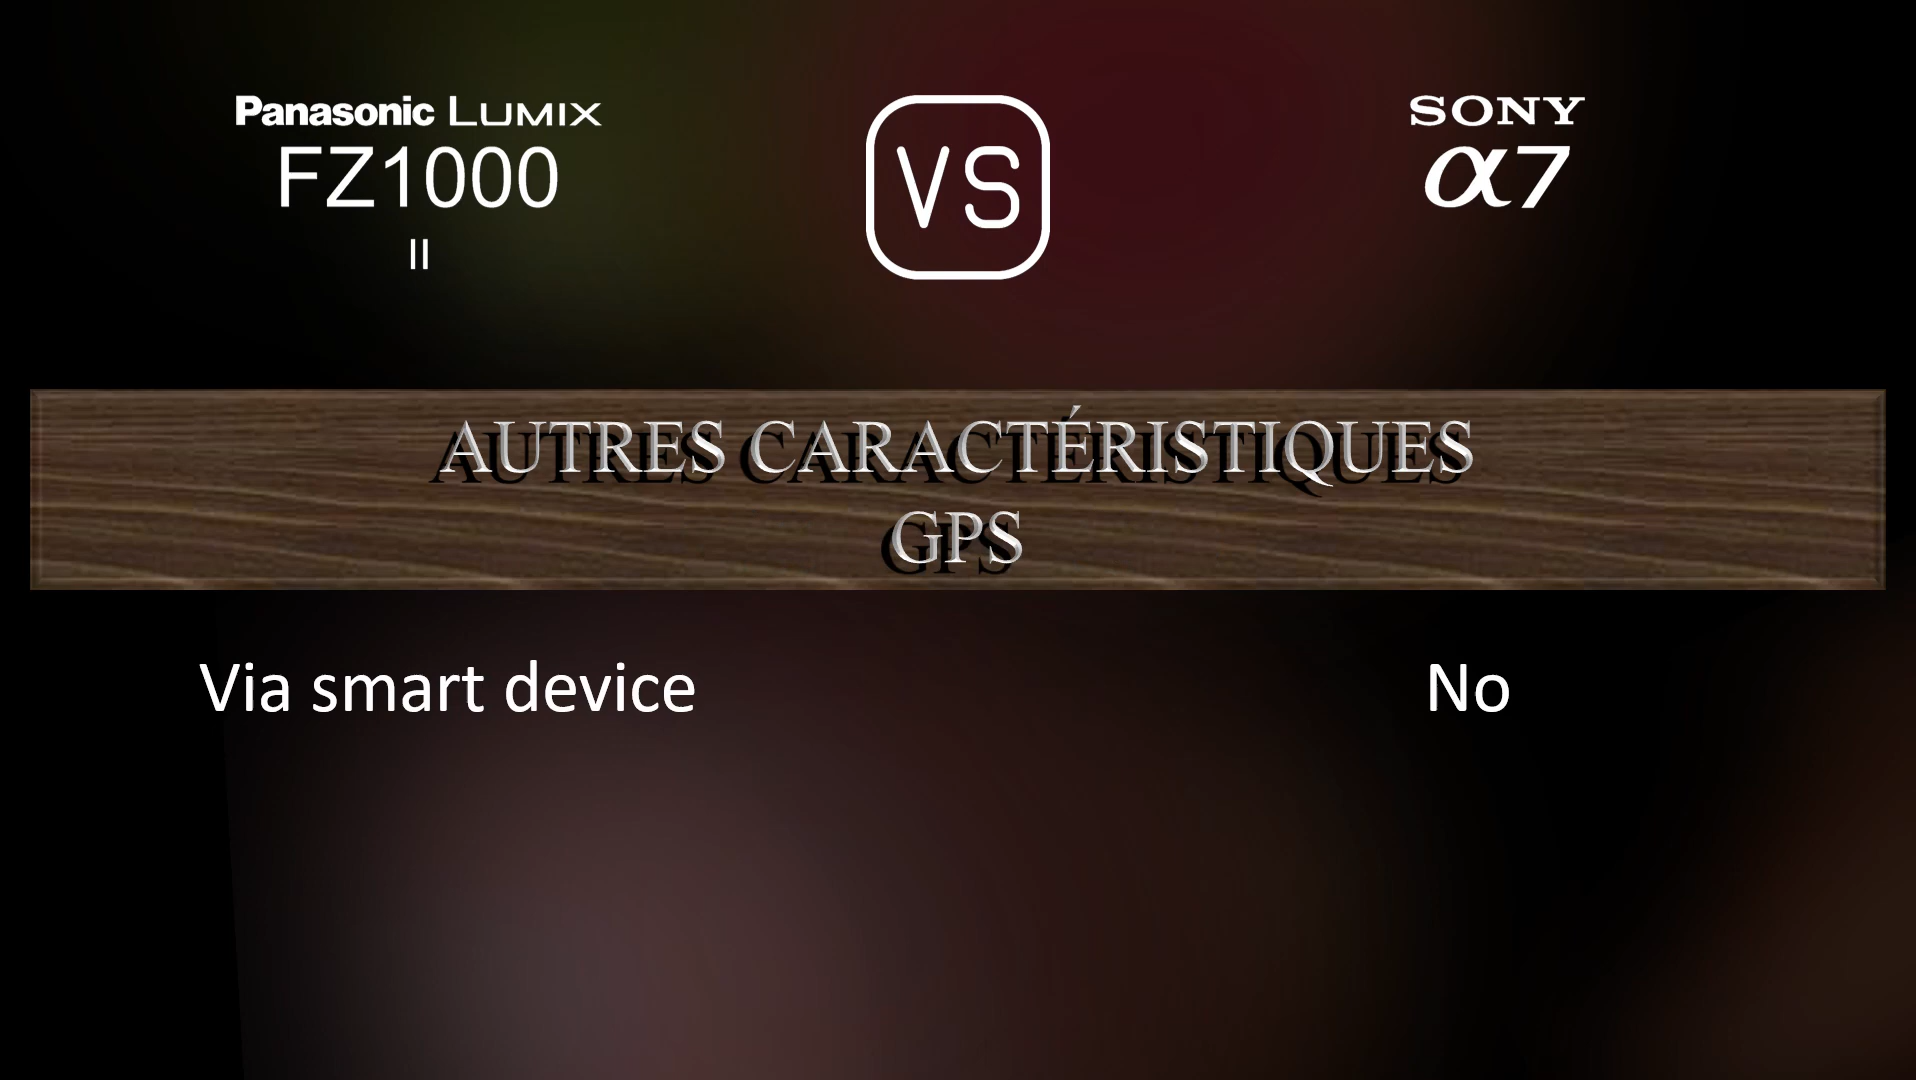 Panasonic LUMIX
FZ1000
II
VS
SONY
α7
AUTRES CARACTÉRISTIQUES
GPS
Via smart device
No